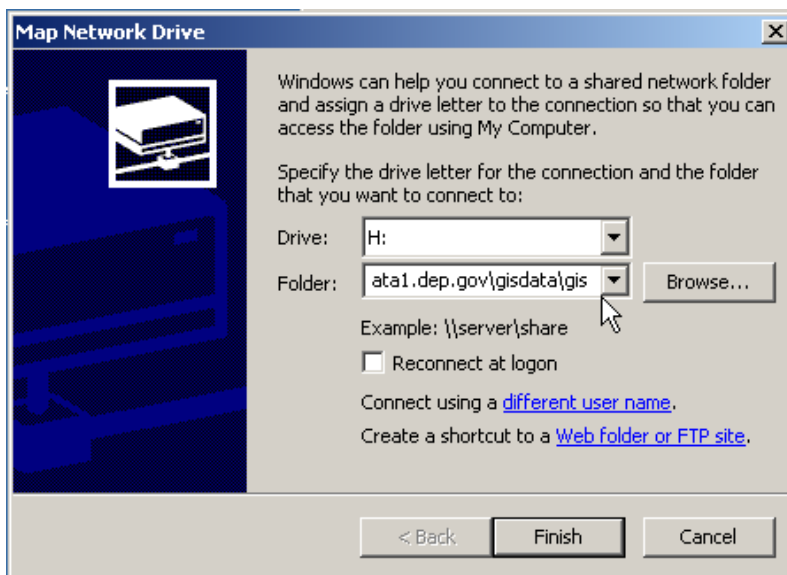 Map Network Drive
Windows can help you connect to a shared network folder
and assign a drive letter to the connection so that you can
access the folder using My Computer.
Specify the drive letter for the connection and the folder
that you want to connect to:
Drive: H:
Folder: ata1.dep.gov\gisdata\gis Browse...
Example: \\server\share
Reconnect at logon
Connect using a different user name.
Create a shortcut to a Web folder or FTP site.
< Back Finish Cancel